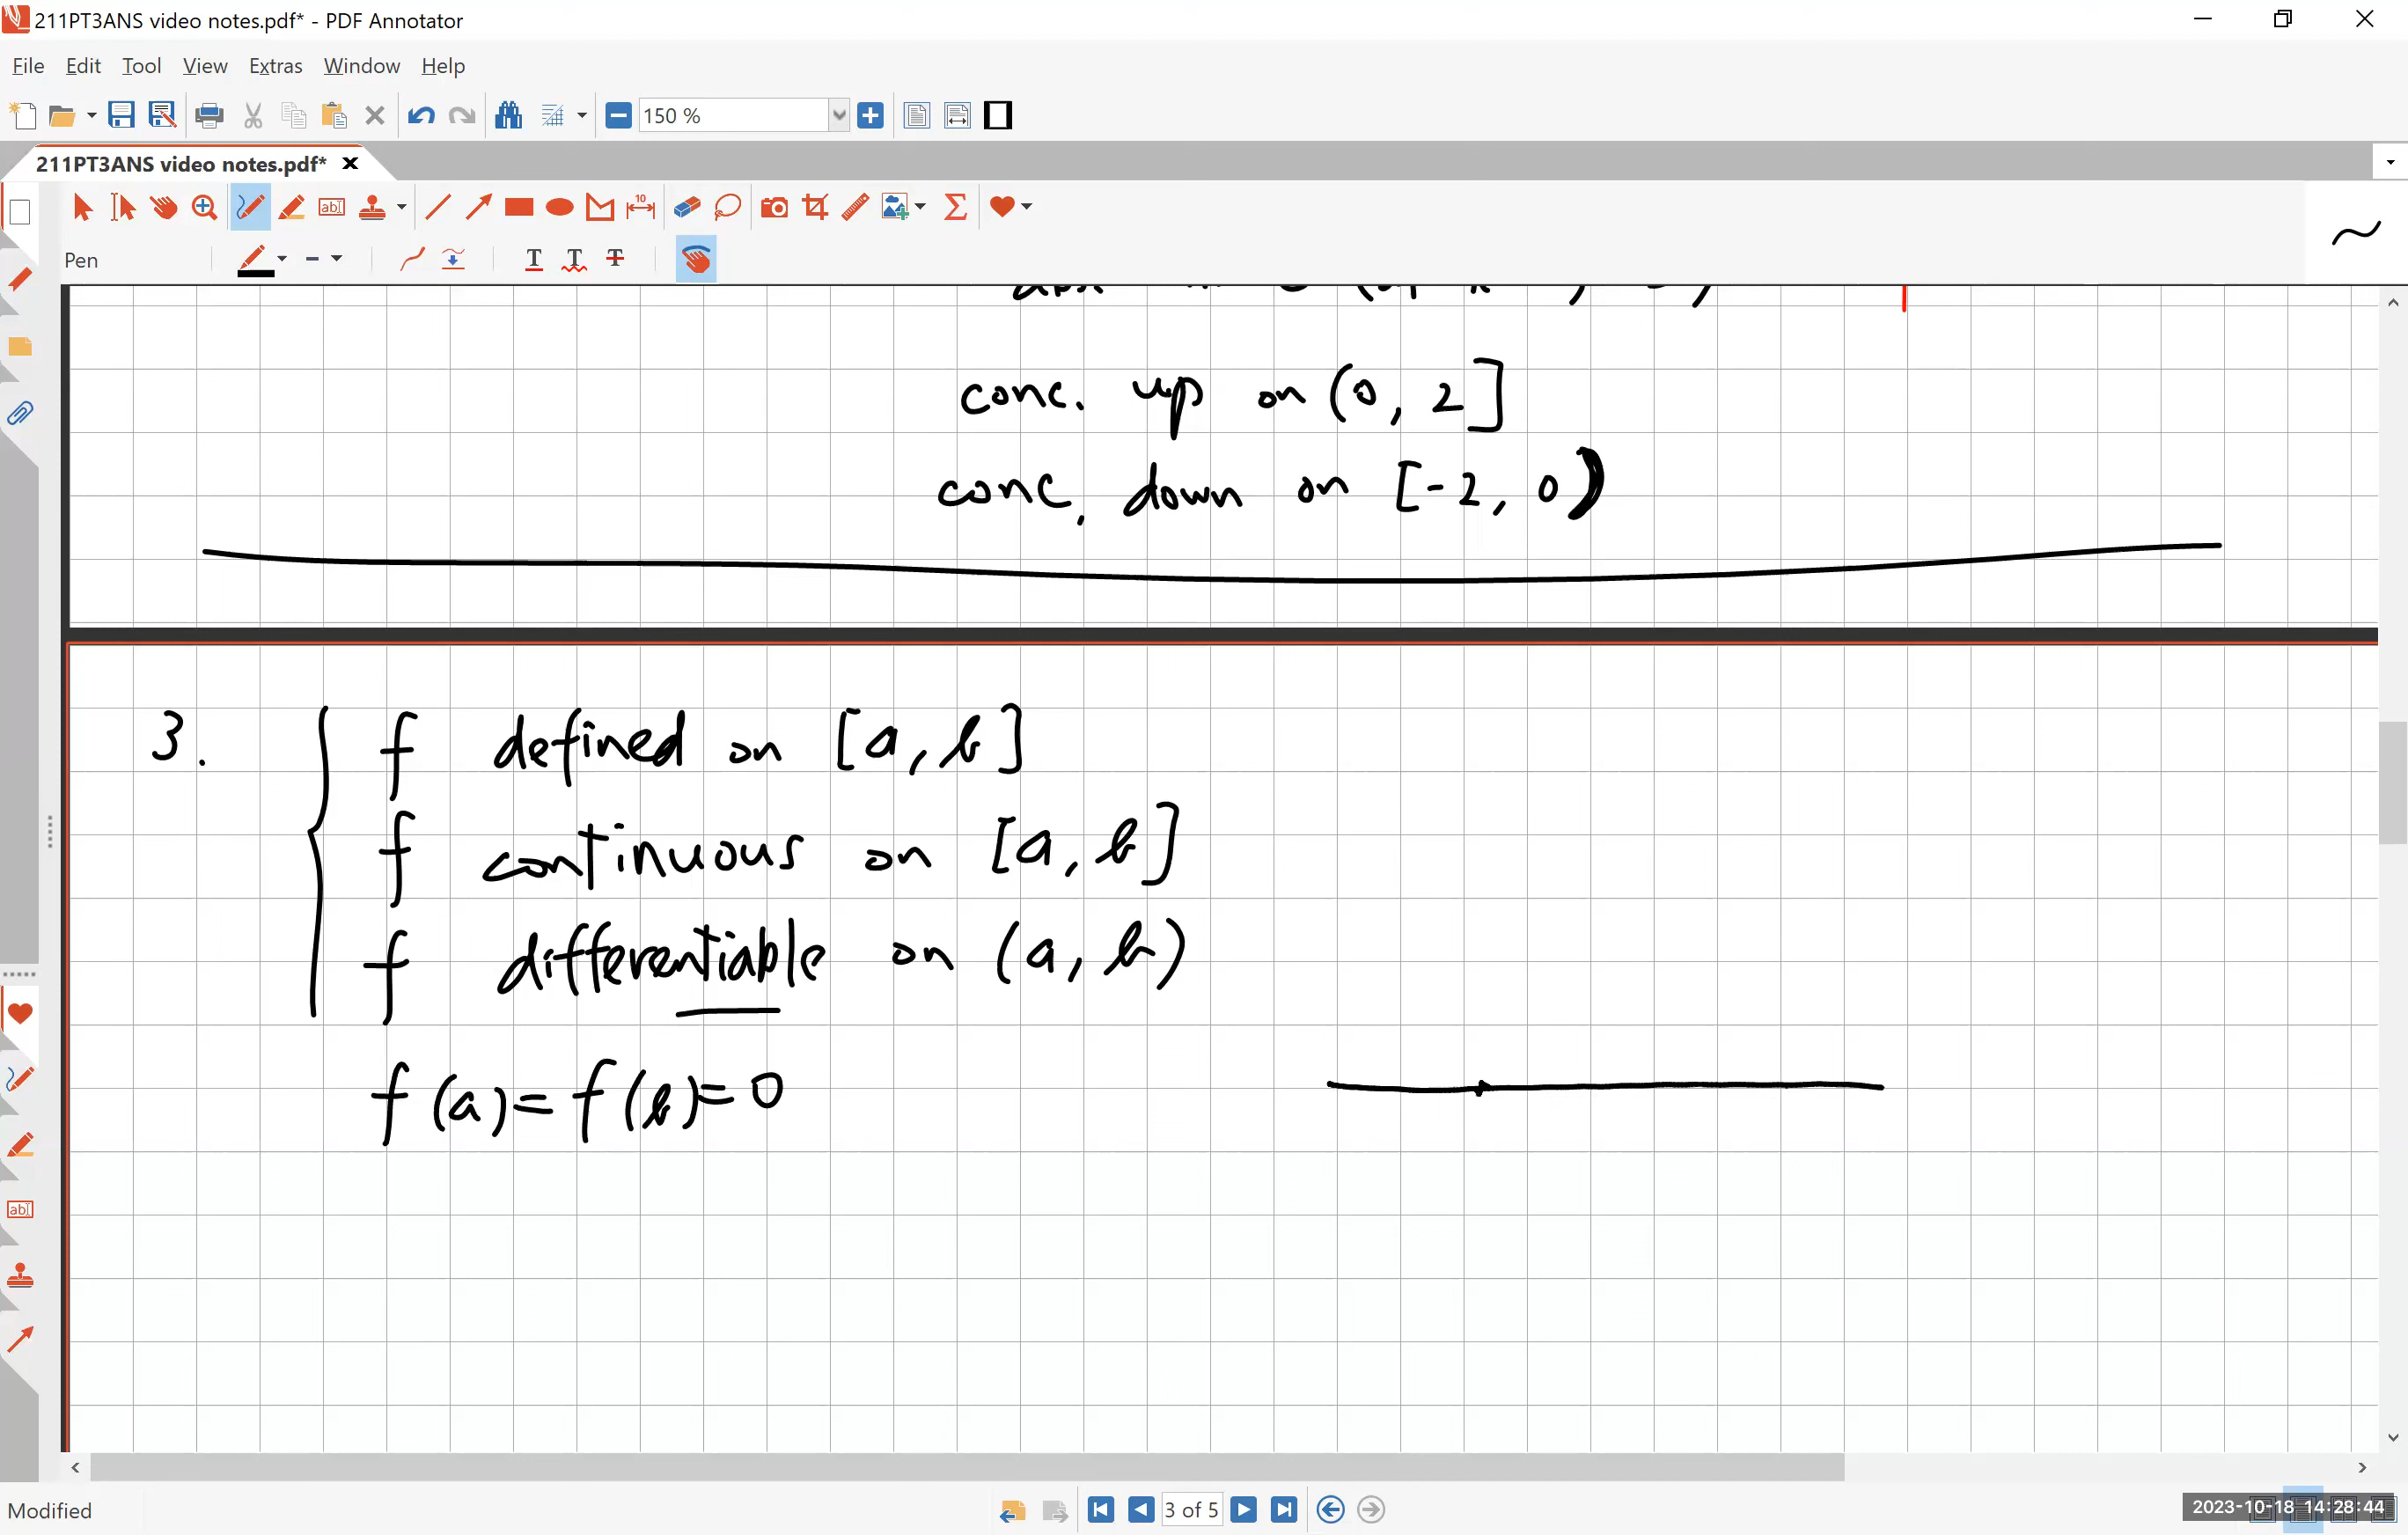 211PT3ANS video notes.pdf* - PDF Annotator
File Edit Tool View Extras Window Help
150 %
211PT3ANS video notes.pdf*
Pen
conc. up on (0, 2]
conc. down on [-2, 0)
3. f defined on [a, b]
f continuous on [a, b]
f differentiable on (a, b)
f(a) = f(b) = 0
Modified
3 of 5
2023-10-18 14:28:44